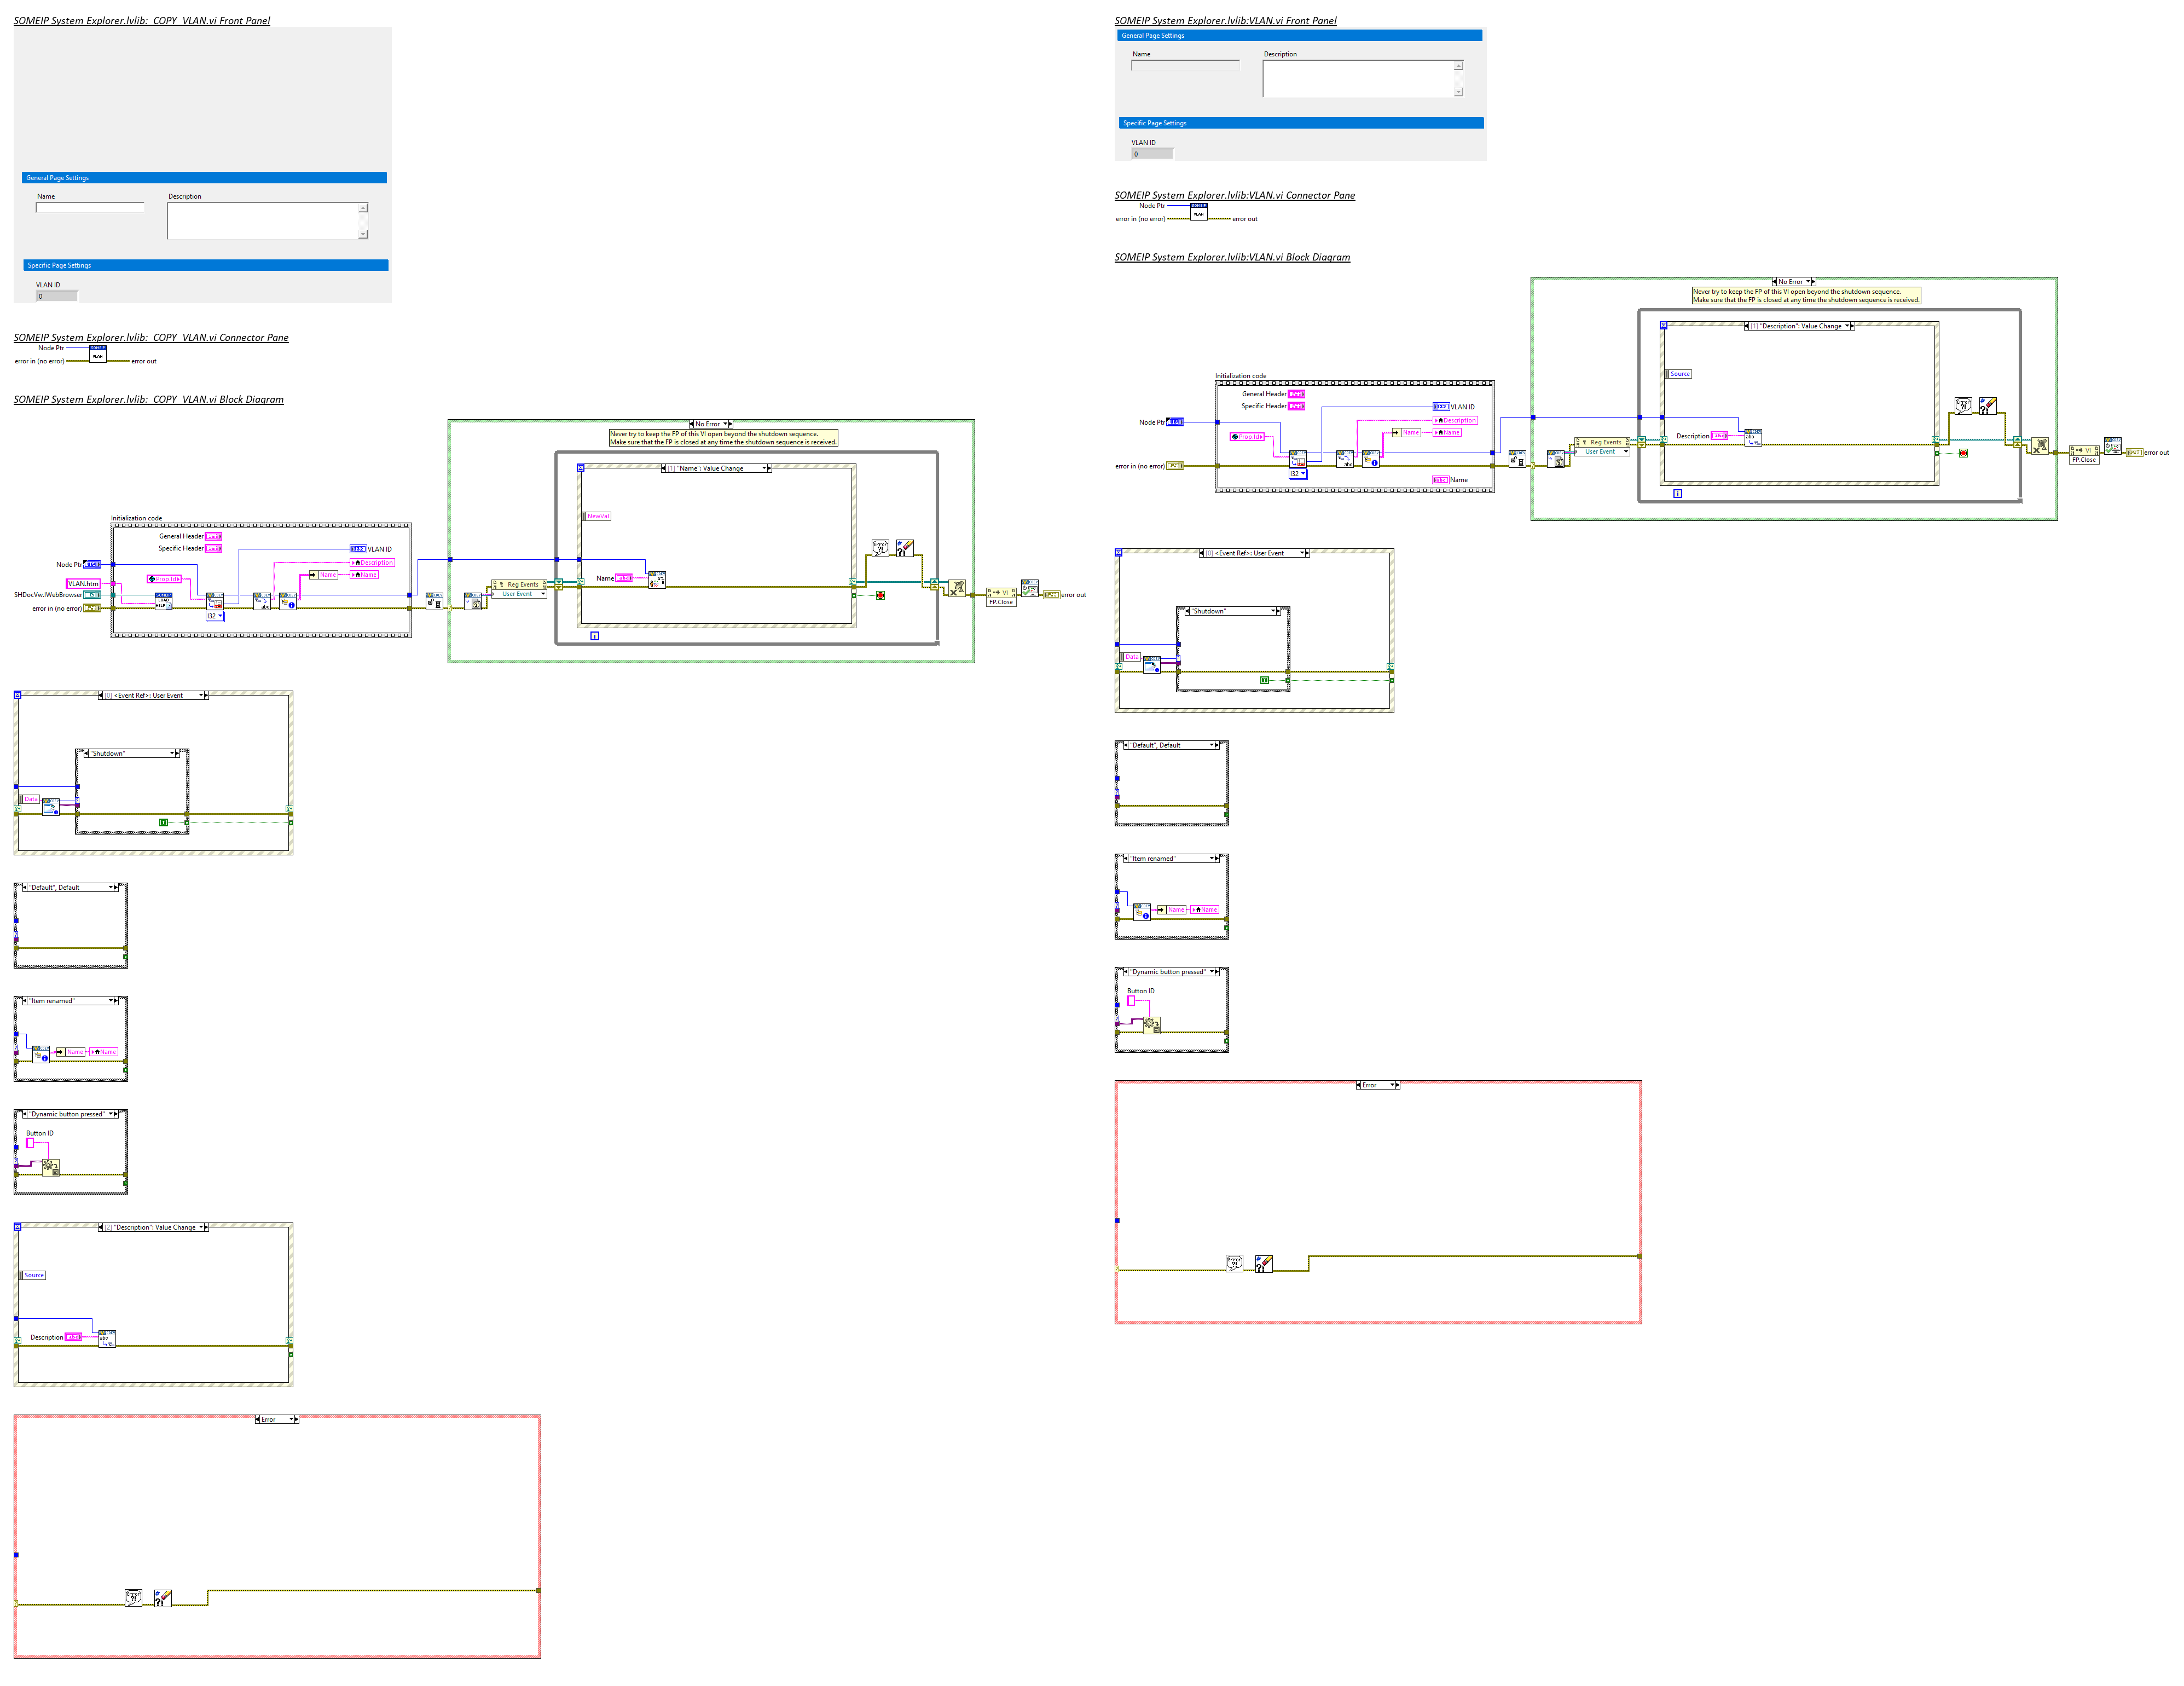 SOMEIP System Explorer.lvlib:_COPY_VLAN.vi Front Panel
General Page Settings
Name
Description
Specific Page Settings
VLAN ID
0
SOMEIP System Explorer.lvlib:_COPY_VLAN.vi Connector Pane
Node Ptr
error in (no error)
error out
SOMEIP
VLAN
SOMEIP System Explorer.lvlib:_COPY_VLAN.vi Block Diagram
No Error
Never try to keep the FP of this VI open beyond the shutdown sequence.
Make sure that the FP is closed at any time the shutdown sequence is received.
[1] "Name": Value Change
NewVal
Initialization code
General Header
Specific Header
Node Ptr
VLAN.htm
SHDocVw.IWebBrowser
error in (no error)
Prop.Id
SOMEIP
LOAD
HELP
I32
VLAN ID
Description
Name
Name
Reg Events
User Event
Name
i
FP.Close
error out
[0] <Event Ref>: User Event
"Shutdown"
Data
"Default", Default
"Item renamed"
Name
Name
"Dynamic button pressed"
Button ID
[2] "Description": Value Change
Source
Description
abc
Error
SOMEIP System Explorer.lvlib:VLAN.vi Front Panel
General Page Settings
Name
Description
Specific Page Settings
VLAN ID
0
SOMEIP System Explorer.lvlib:VLAN.vi Connector Pane
Node Ptr
error in (no error)
error out
SOMEIP
VLAN
SOMEIP System Explorer.lvlib:VLAN.vi Block Diagram
No Error
Never try to keep the FP of this VI open beyond the shutdown sequence.
Make sure that the FP is closed at any time the shutdown sequence is received.
[1] "Description": Value Change
Source
Initialization code
General Header
Specific Header
Node Ptr
error in (no error)
Prop.Id
I32
VLAN ID
Description
Name
Name
Name
Reg Events
User Event
Description
abc
i
FP.Close
error out
[0] <Event Ref>: User Event
"Shutdown"
Data
"Default", Default
"Item renamed"
Name
Name
"Dynamic button pressed"
Button ID
Error